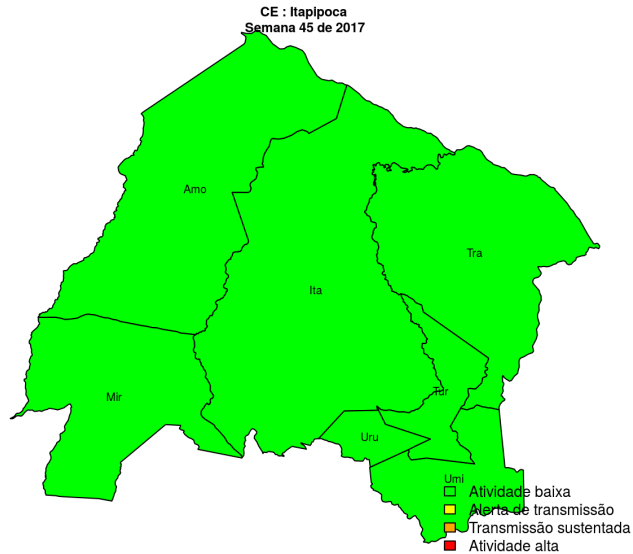 CE : Itapipoca
Semana 45 de 2017
Amo
Tra
Ita
Tur
Mir
Uru
Umi
Atividade baixa
Alerta de transmissão
Transmissão sustentada
Atividade alta